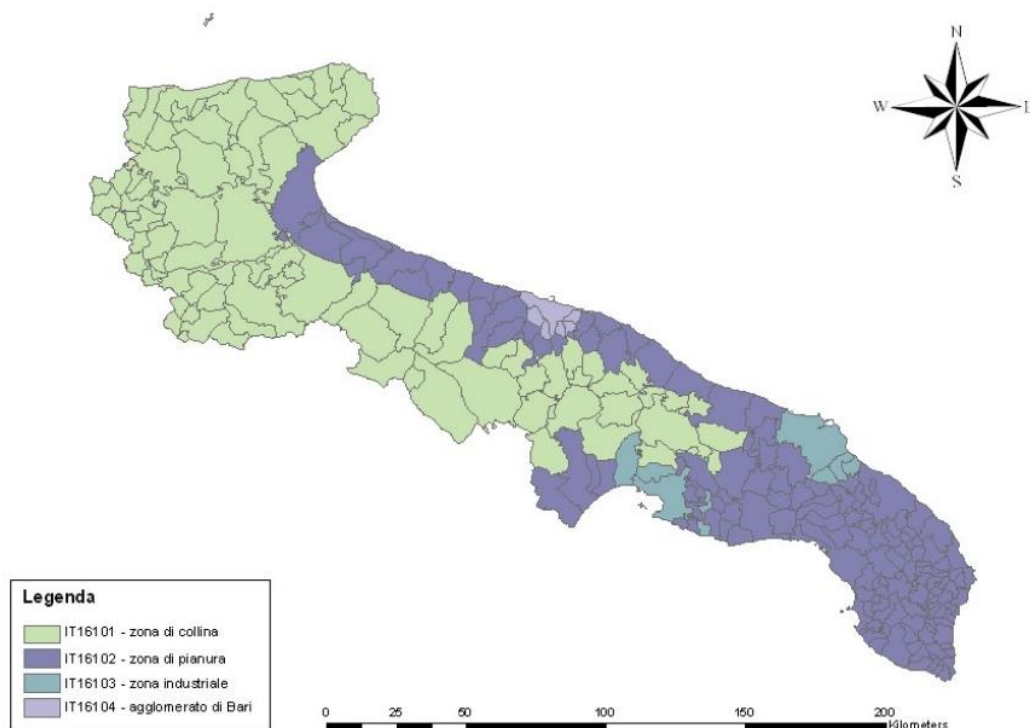 N
W
E
S
Legenda
IT16101 - zona di collina
IT16102 - zona di pianura
IT16103 - zona industriale
IT16104 - agglomerato di Bari
0 25 50 100 150 200
Kilometers